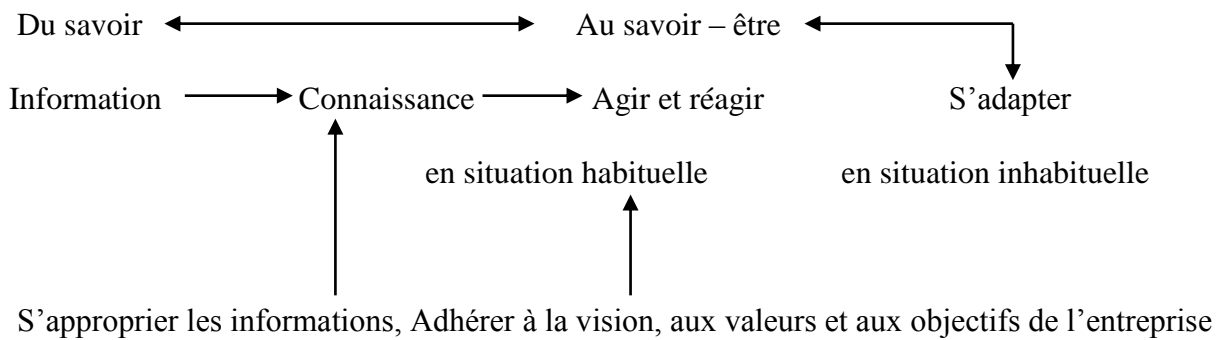 Du savoir Au savoir – être
Information Connaissance Agir et réagir S’adapter
en situation habituelle en situation inhabituelle
S’approprier les informations, Adhérer à la vision, aux valeurs et aux objectifs de l’entreprise